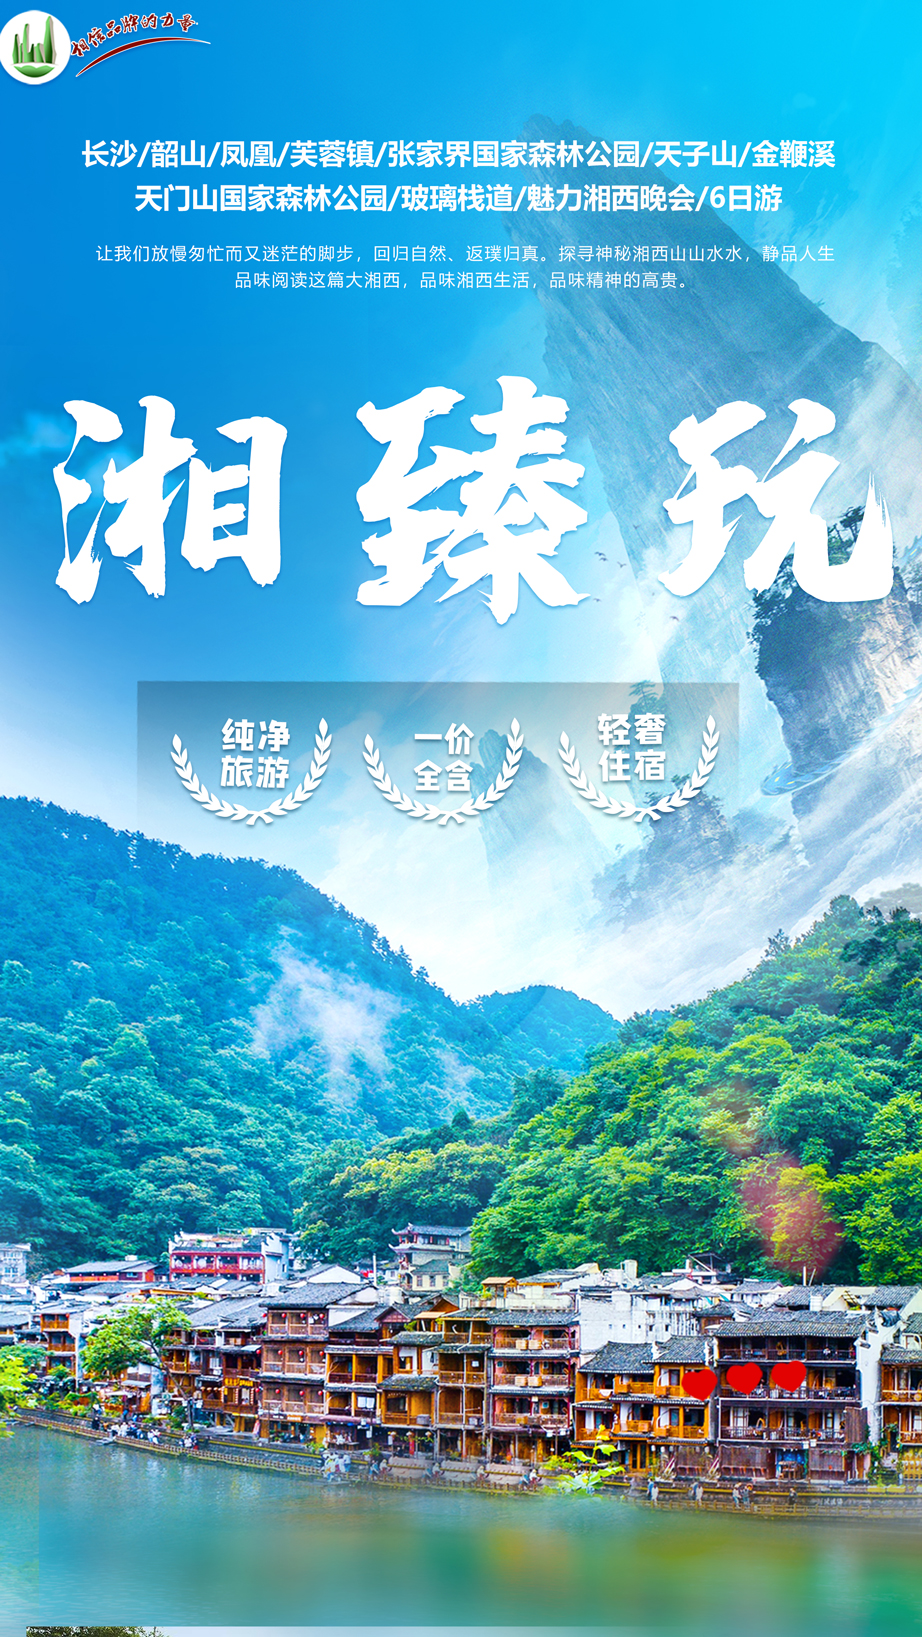 相信品牌的力量
长沙/韶山/凤凰/芙蓉镇/张家界国家森林公园/天子山/金鞭溪
天门山国家森林公园/玻璃栈道/魅力湘西晚会/6日游
让我们放慢匆忙而又迷茫的脚步，回归自然、返璞归真。探寻神秘湘西山山水水，静品人生
品味阅读这篇大湘西，品味湘西生活，品味精神的高贵。
湘臻玩
纯净
旅游
一价
全含
轻奢
住宿